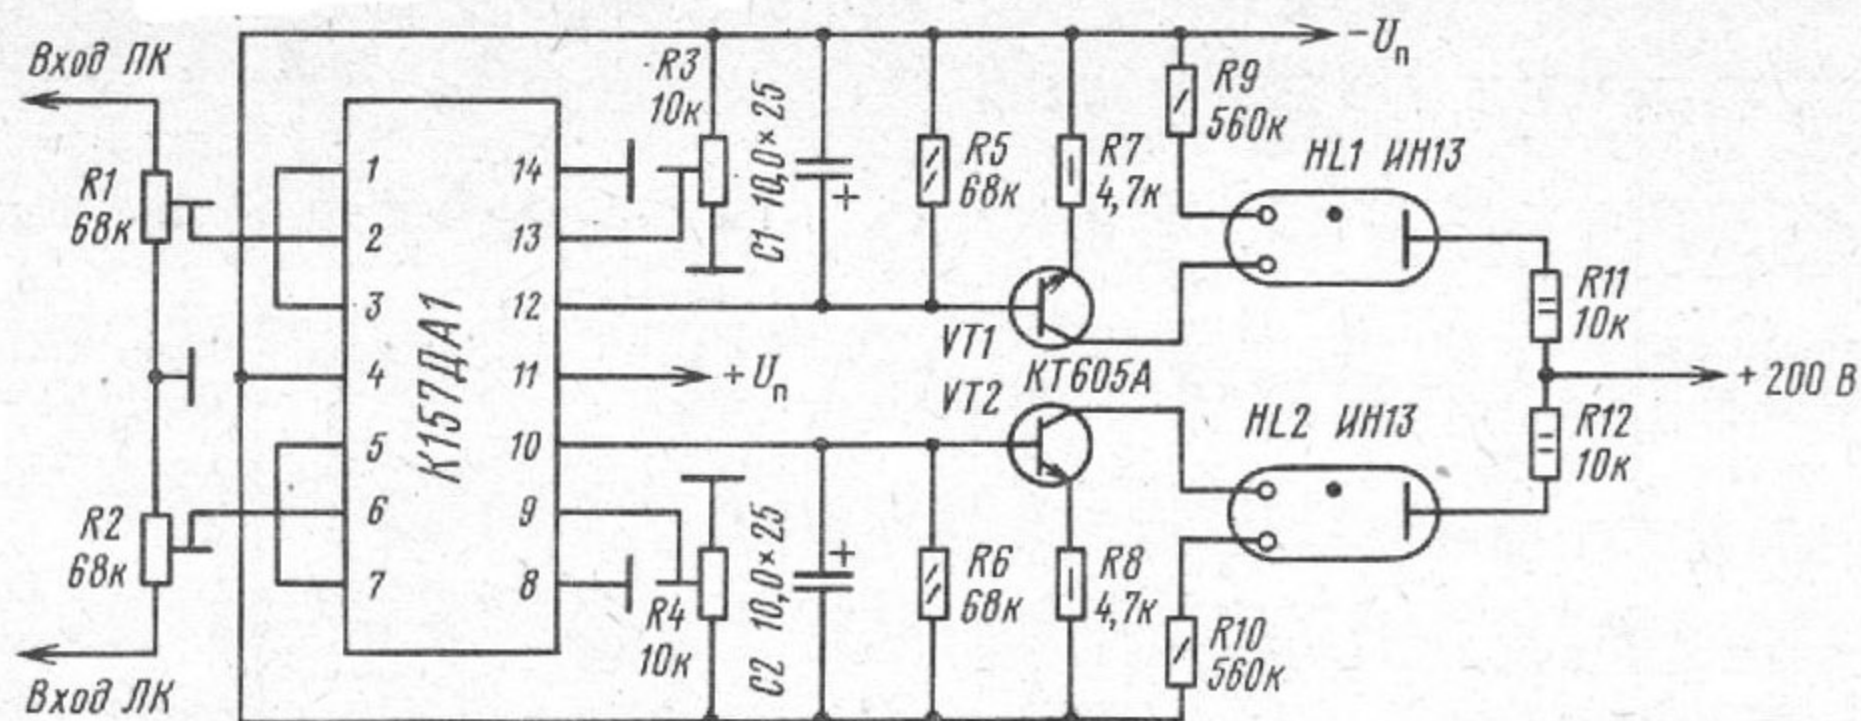 Вход ПК
R1
68к
R2
68к
Вход ЛК
К157ДА1
1
2
3
4
5
6
7
14
13
12
11
10
9
8
R3
10к
С1 10,0×25
+
R5
68к
R7
4,7к
R9
560к
-Uп
HL1 ИН13
VT1
КТ605А
VT2
+Uп
R11
10к
+200 В
R12
10к
HL2 ИН13
R4
10к
С2 10,0×25
+
R6
68к
R8
4,7к
R10
560к